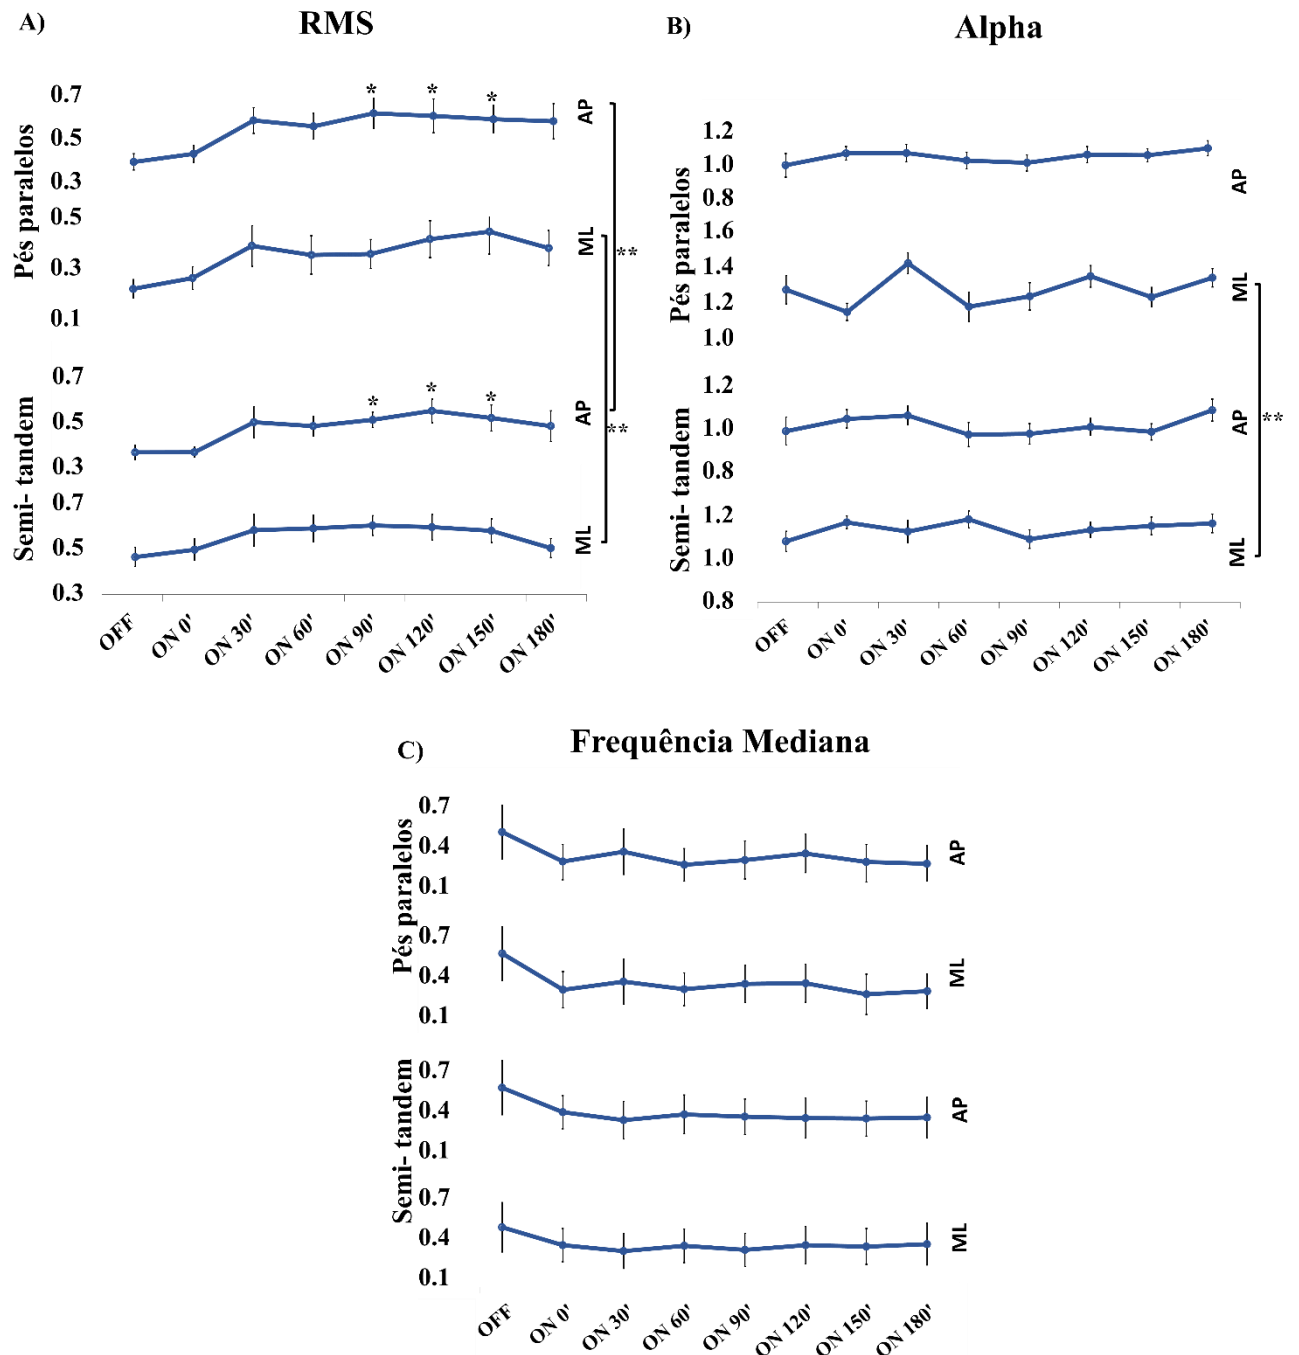 A)
RMS
Pés paralelos
0.7
0.5
0.3
* * *
AP
0.5
0.3
0.1
ML
**
Semi- tandem
0.7
0.5
0.3
* * *
AP
**
0.7
0.5
0.3
ML
OFF ON 0' ON 30' ON 60' ON 90' ON 120' ON 150' ON 180'
B)
Alpha
Pés paralelos
1.2
1.0
0.8
AP
1.6
1.4
1.2
1.0
ML
Semi- tandem
1.2
1.0
0.8
AP
**
1.2
1.0
0.8
ML
OFF ON 0' ON 30' ON 60' ON 90' ON 120' ON 150' ON 180'
C)
Frequência Mediana
Pés paralelos
0.7
0.4
0.1
AP
0.7
0.4
0.1
ML
Semi- tandem
0.7
0.4
0.1
AP
0.7
0.4
0.1
ML
OFF ON 0' ON 30' ON 60' ON 90' ON 120' ON 150' ON 180'